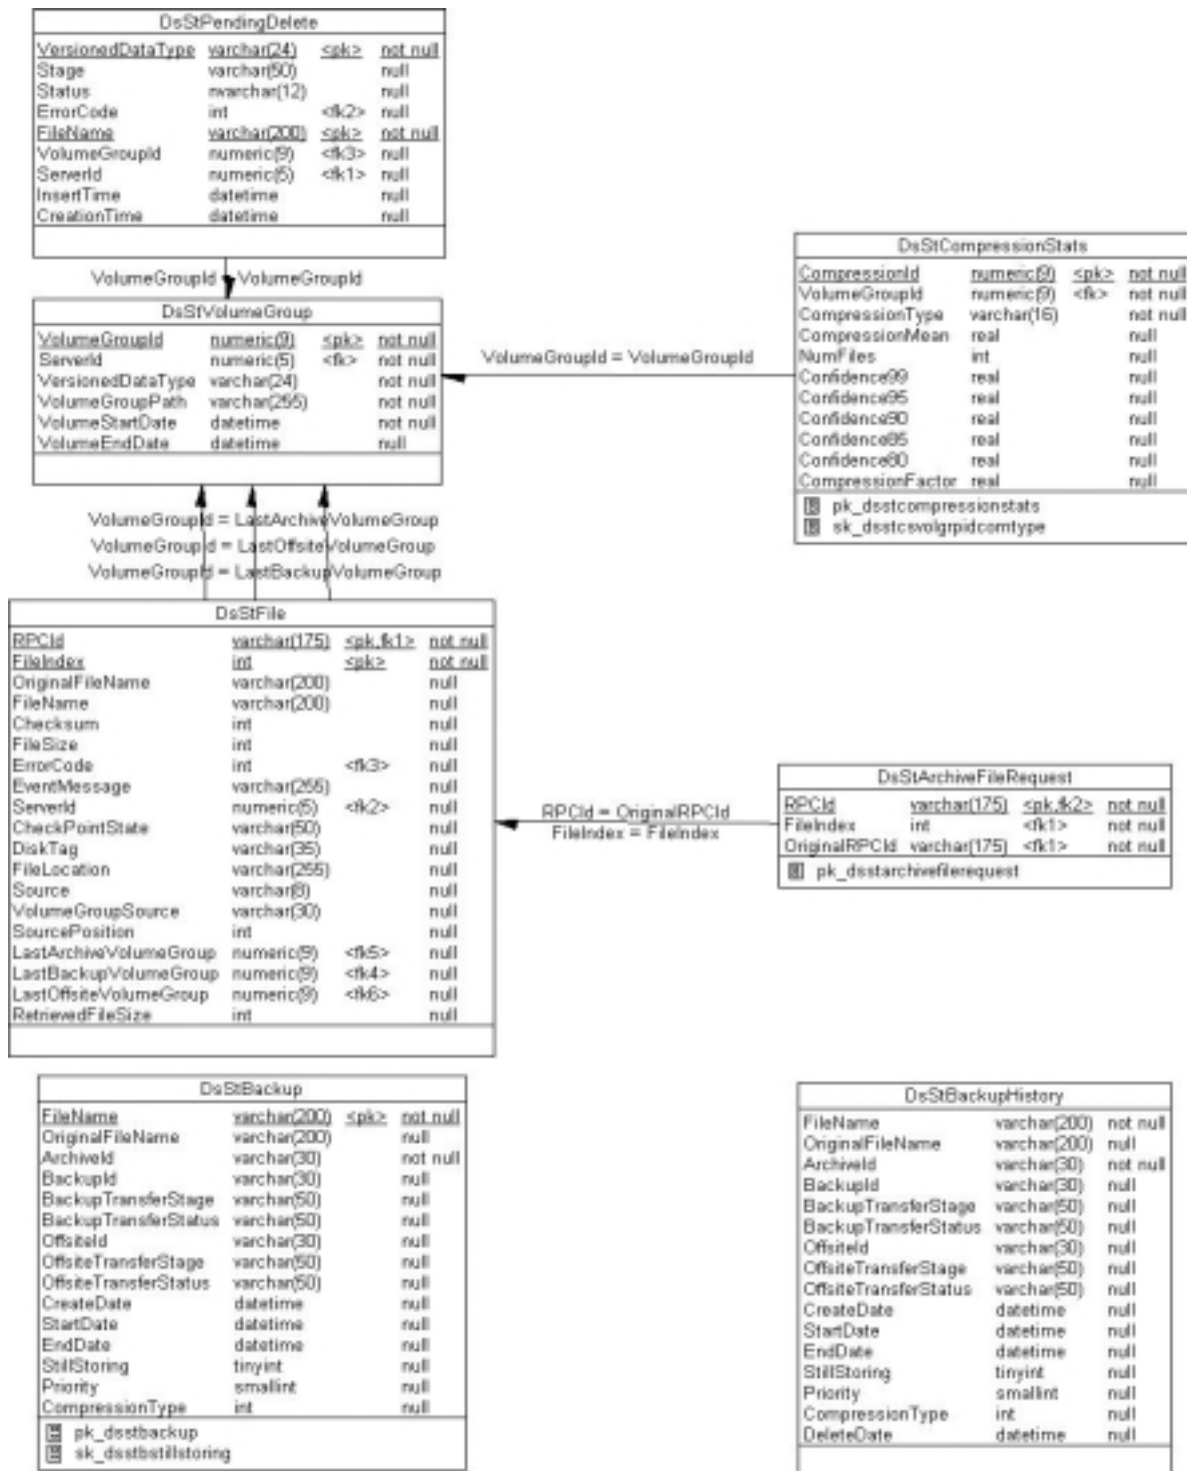 DsStPendingDelete
VersionedDataType varchar(24) <pk> not null
Stage varchar(50) null
Status nvarchar(12) null
ErrorCode int <fk2> null
FileName varchar(200) <pk> not null
VolumeGroupId numeric(9) <fk3> null
ServerId numeric(5) <fk1> null
InsertTime datetime null
CreationTime datetime null
VolumeGroupId VolumeGroupId
DsStVolumeGroup
VolumeGroupId numeric(9) <pk> not null
ServerId numeric(5) <fk> not null
VersionedDataType varchar(24) not null
VolumeGroupPath varchar(255) not null
VolumeStartDate datetime not null
VolumeEndDate datetime null
VolumeGroupId = VolumeGroupId
DsStCompressionStats
CompressionId numeric(9) <pk> not null
VolumeGroupId numeric(9) <fk> not null
CompressionType varchar(16) not null
CompressionMean real null
NumFiles int null
Confidence99 real null
Confidence95 real null
Confidence90 real null
Confidence85 real null
Confidence80 real null
CompressionFactor real null
pk_dsstcompressionstats
sk_dsstcsvolgrpidcomtype
VolumeGroupId = LastArchiveVolumeGroup
VolumeGroupId = LastOffsiteVolumeGroup
VolumeGroupId = LastBackupVolumeGroup
DsStFile
RPCId varchar(175) <pk,fk1> not null
FileIndex int <pk> not null
OriginalFileName varchar(200) null
FileName varchar(200) null
Checksum int null
FileSize int null
ErrorCode int <fk3> null
EventMessage varchar(255) null
ServerId numeric(5) <fk2> null
CheckPointState varchar(50) null
DiskTag varchar(35) null
FileLocation varchar(255) null
Source varchar(8) null
VolumeGroupSource varchar(30) null
SourcePosition int null
LastArchiveVolumeGroup numeric(9) <fk5> null
LastBackupVolumeGroup numeric(9) <fk4> null
LastOffsiteVolumeGroup numeric(9) <fk6> null
RetrievedFileSize int null
RPCId = OriginalRPCId
FileIndex = FileIndex
DsStArchiveFileRequest
RPCId varchar(175) <pk,fk2> not null
FileIndex int <fk1> not null
OriginalRPCId varchar(175) <fk1> not null
pk_dsstarchivefilerequest
DsStBackup
FileName varchar(200) <pk> not null
OriginalFileName varchar(200) null
ArchiveId varchar(30) not null
BackupId varchar(30) null
BackupTransferStage varchar(50) null
BackupTransferStatus varchar(50) null
OffsiteId varchar(30) null
OffsiteTransferStage varchar(50) null
OffsiteTransferStatus varchar(50) null
CreateDate datetime null
StartDate datetime null
EndDate datetime null
StillStoring tinyint null
Priority smallint null
CompressionType int null
pk_dsstbackup
sk_dsstbstillstoring
DsStBackupHistory
FileName varchar(200) not null
OriginalFileName varchar(200) null
ArchiveId varchar(30) not null
BackupId varchar(30) null
BackupTransferStage varchar(50) null
BackupTransferStatus varchar(50) null
OffsiteId varchar(30) null
OffsiteTransferStage varchar(50) null
OffsiteTransferStatus varchar(50) null
CreateDate datetime null
StartDate datetime null
EndDate datetime null
StillStoring tinyint null
Priority smallint null
CompressionType int null
DeleteDate datetime null